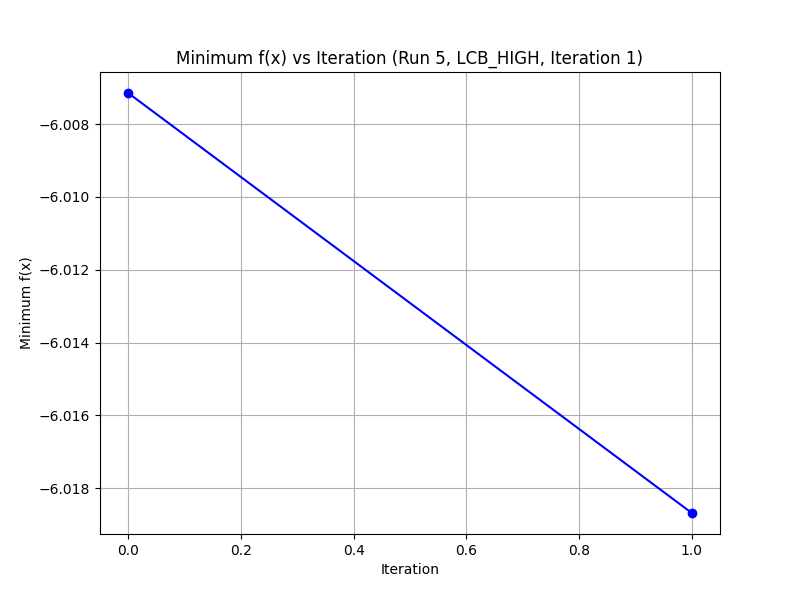 Minimum f(x) vs Iteration (Run 5, LCB_HIGH, Iteration 1)
Minimum f(x)
−6.008
−6.010
−6.012
−6.014
−6.016
−6.018
0.0 0.2 0.4 0.6 0.8 1.0
Iteration